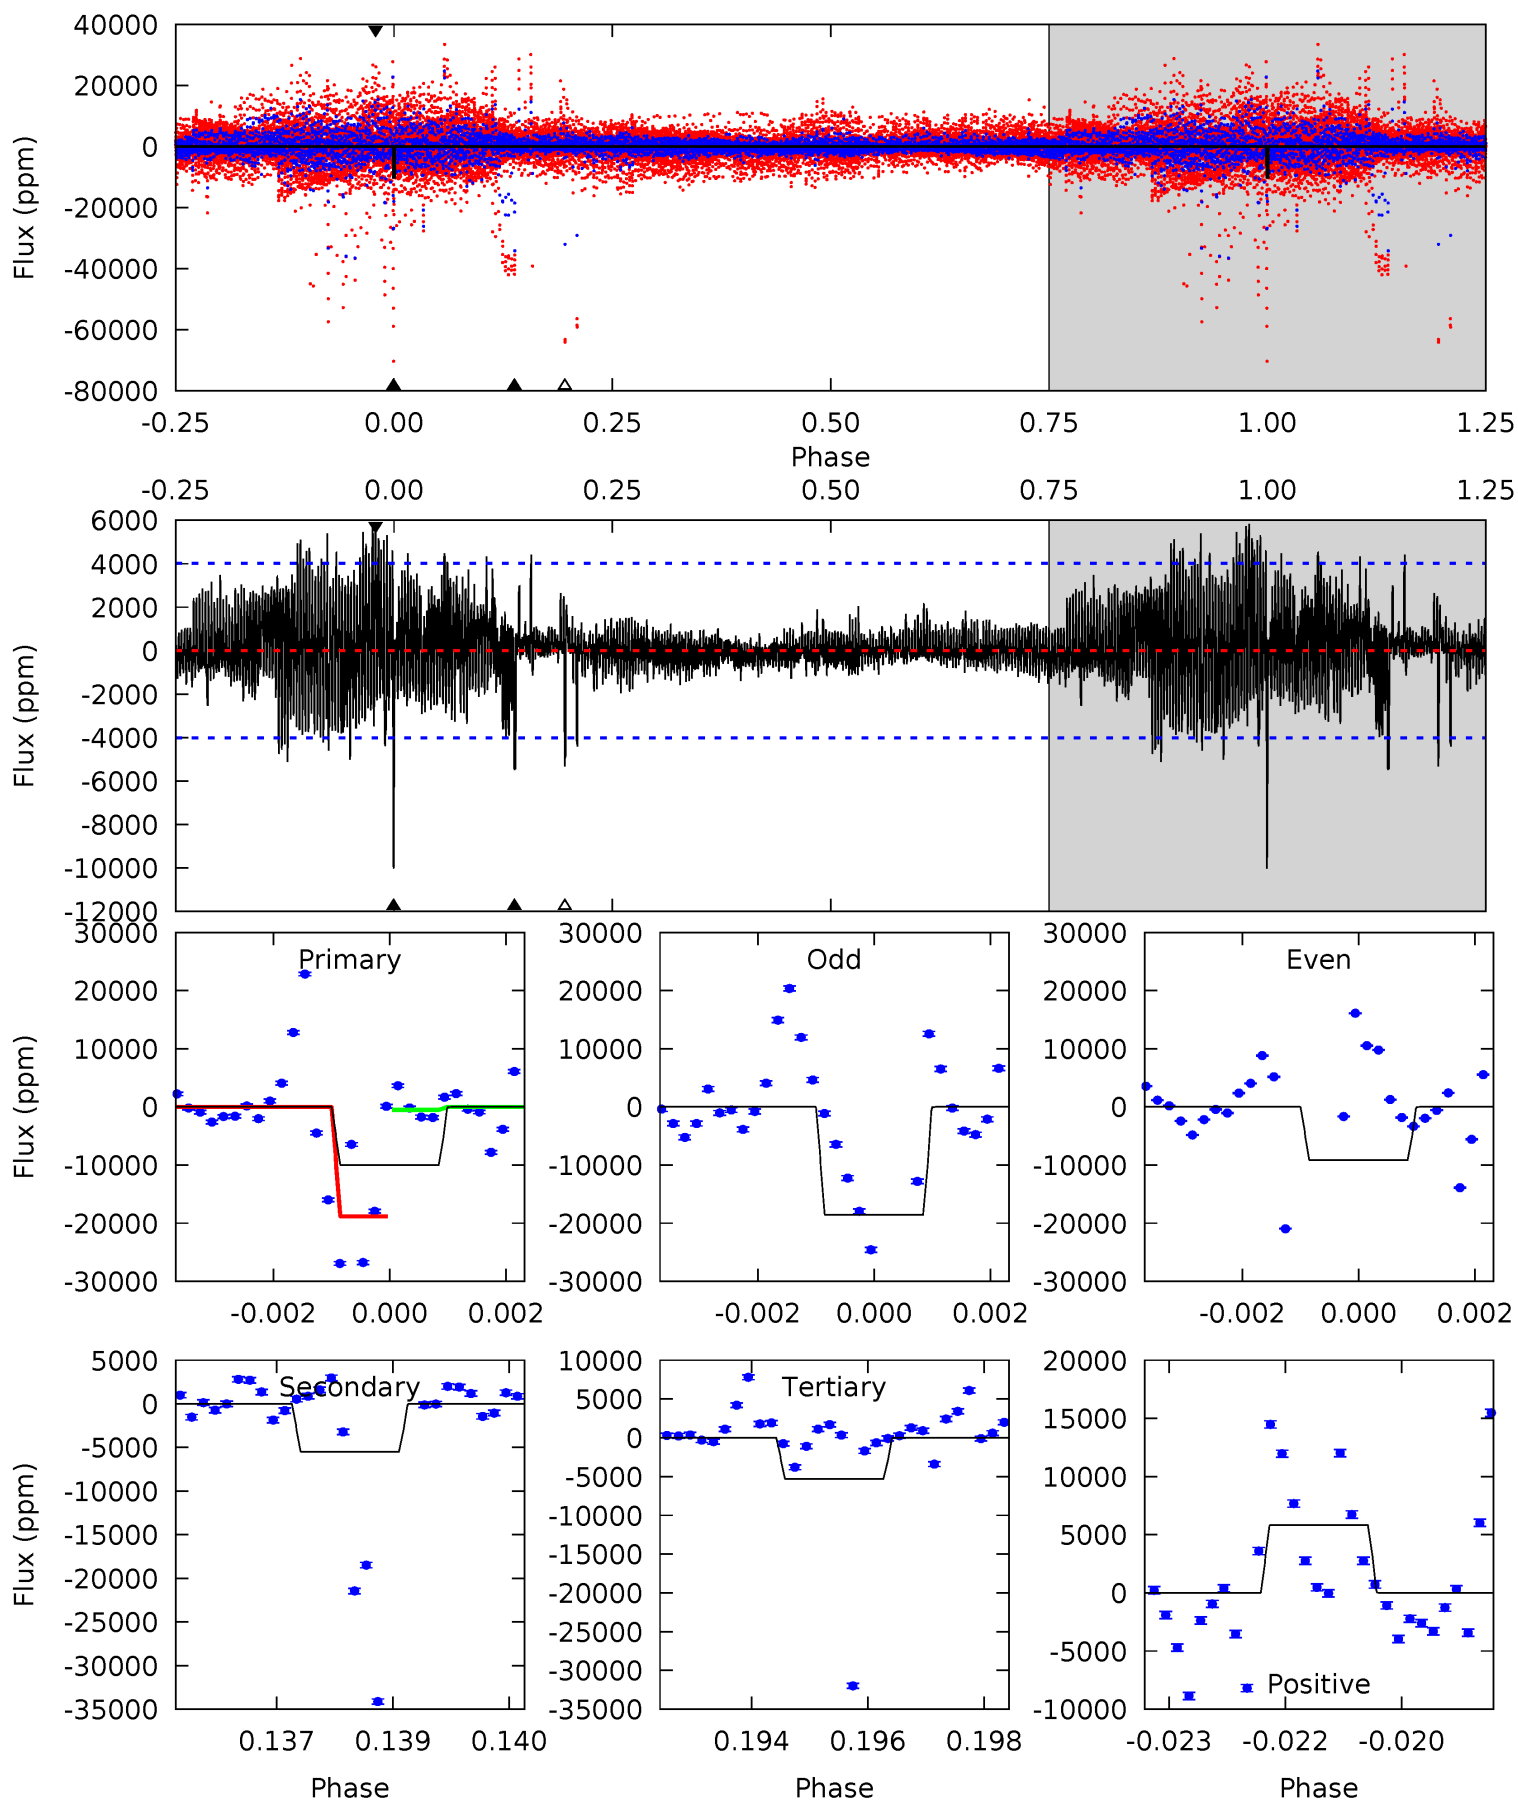 40000
20000
0
-20000
-40000
-60000
-80000
Flux (ppm)
-0.25 0.00 0.25 0.50 0.75 1.00 1.25
Phase
-0.25 0.00 0.25 0.50 0.75 1.00 1.25
6000
4000
2000
0
-2000
-4000
-6000
-8000
-10000
-12000
Flux (ppm)
30000
20000
10000
0
-10000
-20000
-30000
Flux (ppm)
Primary
-0.002 0.000 0.002
30000
20000
10000
0
-10000
-20000
-30000
Odd
-0.002 0.000 0.002
30000
20000
10000
0
-10000
-20000
-30000
Even
-0.002 0.000 0.002
5000
0
-5000
-10000
-15000
-20000
-25000
-30000
-35000
Flux (ppm)
Secondary
0.137 0.139 0.140
Phase
10000
5000
0
-5000
-10000
-15000
-20000
-25000
-30000
-35000
Tertiary
0.194 0.196 0.198
Phase
20000
15000
10000
5000
0
-5000
-10000
Positive
-0.023 -0.022 -0.020
Phase